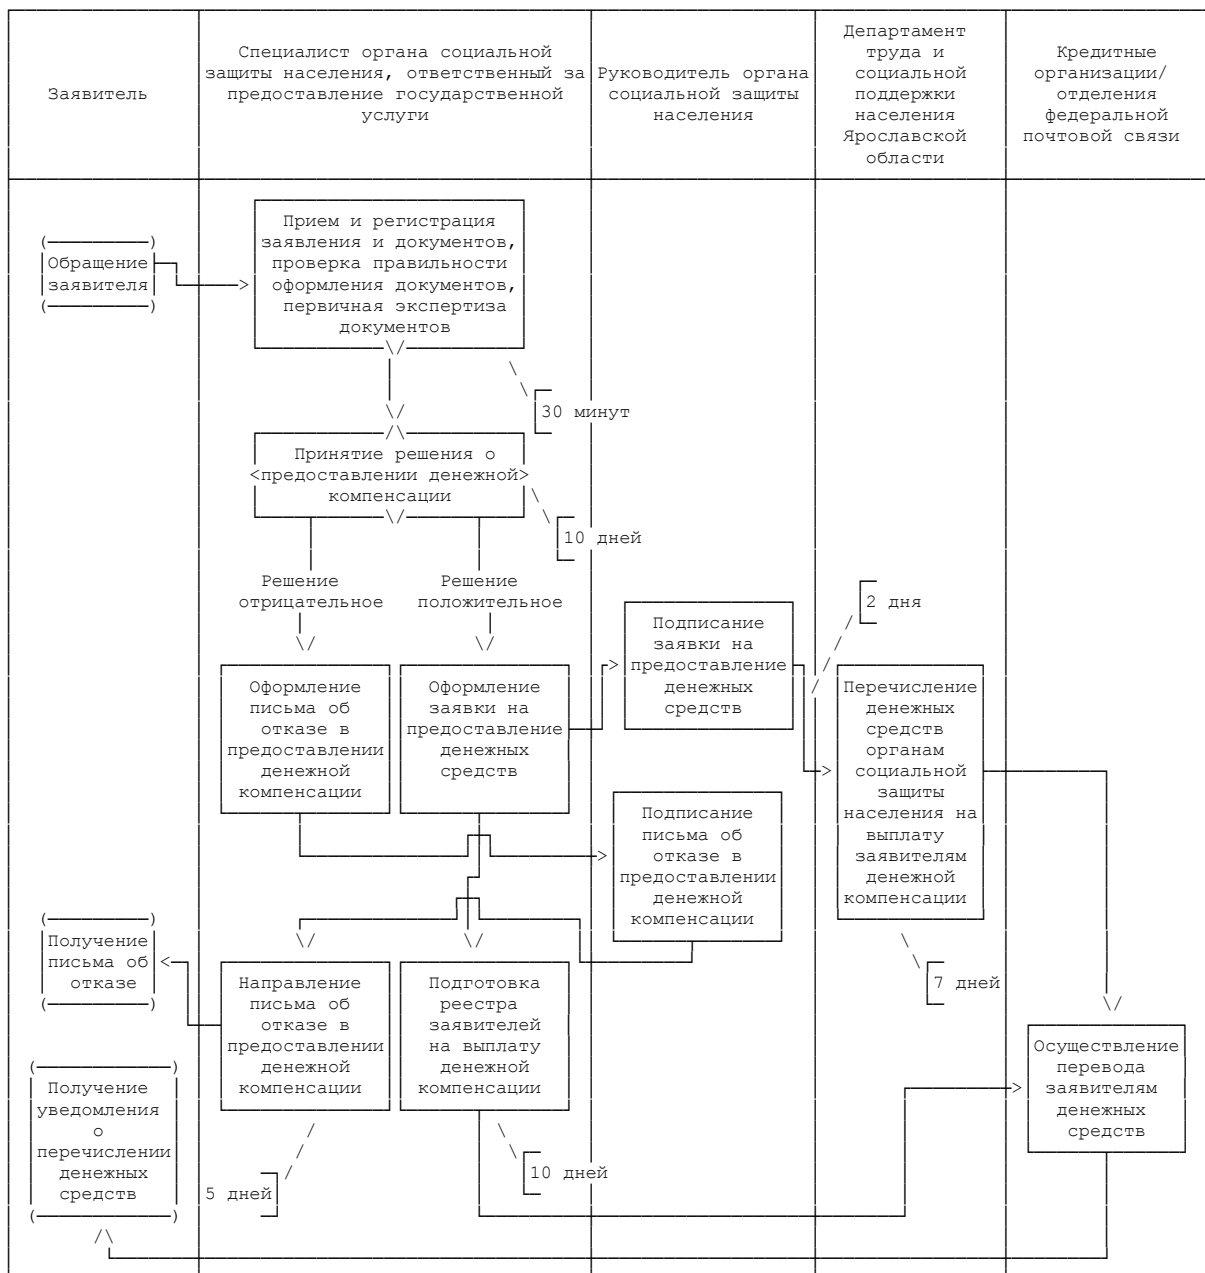 Заявитель
Специалист органа социальной
защиты населения, ответственный за
предоставление государственной
услуги
Руководитель органа
социальной защиты
населения
Департамент
труда и
социальной
поддержки
населения
Ярославской
области
Кредитные
организации/
отделения
федеральной
почтовой связи
Обращение
заявителя
Прием и регистрация
заявления и документов,
проверка правильности
оформления документов,
первичная экспертиза
документов
30 минут
Принятие решения о
предоставлении денежной
компенсации
10 дней
Решение
отрицательное
Решение
положительное
Оформление
письма об
отказе в
предоставлении
денежной
компенсации
Оформление
заявки на
предоставление
денежных
средств
Подписание
заявки на
предоставление
денежных
средств
2 дня
Перечисление
денежных
средств
органам
социальной
защиты
населения на
выплату
заявителям
денежной
компенсации
Подписание
письма об
отказе в
предоставлении
денежной
компенсации
7 дней
Получение
письма об
отказе
Направление
письма об
отказе в
предоставлении
денежной
компенсации
Подготовка
реестра
заявителей
на выплату
денежной
компенсации
Осуществление
перевода
заявителям
денежных
средств
Получение
уведомления
о
перечислении
денежных
средств
5 дней
10 дней